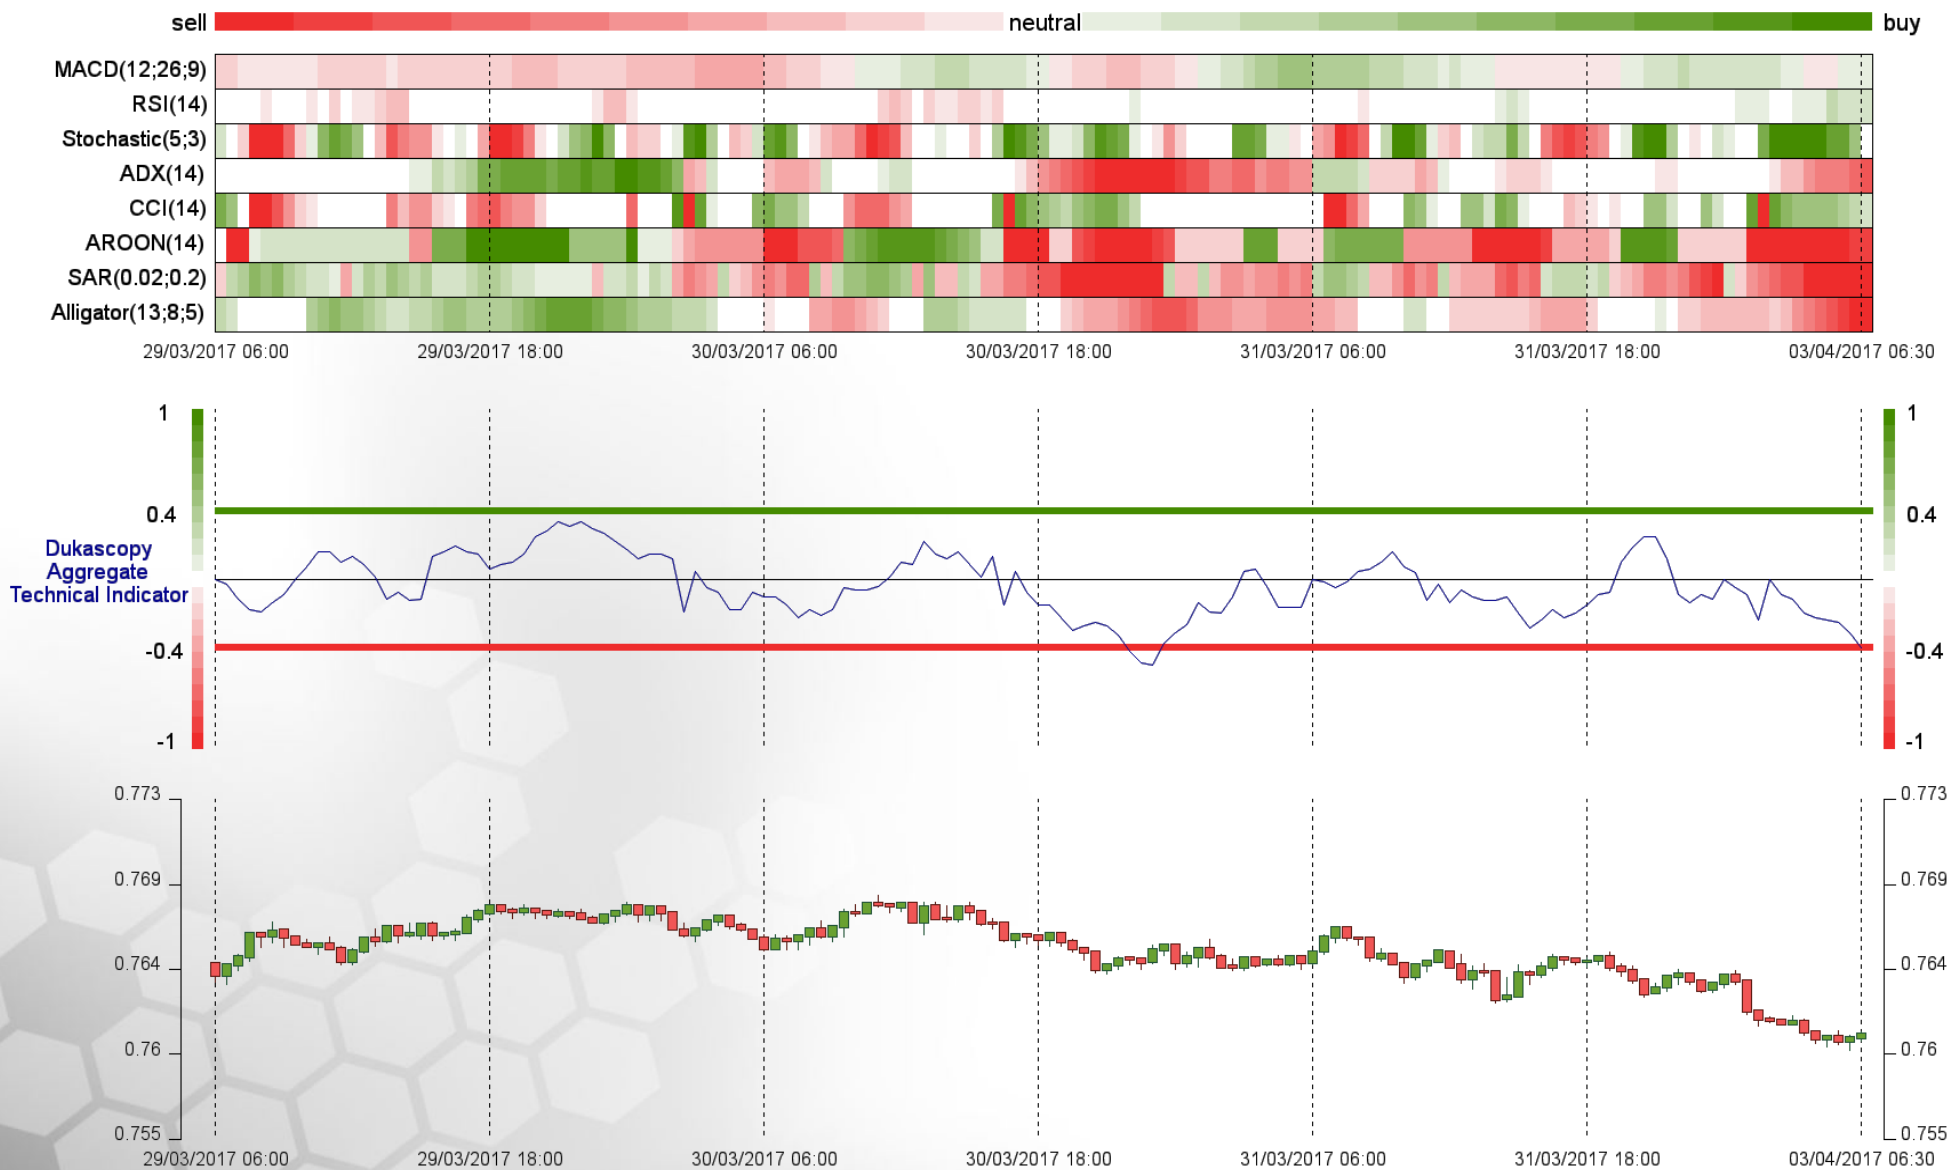 sell neutral buy
MACD(12;26;9)
RSI(14)
Stochastic(5;3)
ADX(14)
CCI(14)
AROON(14)
SAR(0.02;0.2)
Alligator(13;8;5)
29/03/2017 06:00 29/03/2017 18:00 30/03/2017 06:00 30/03/2017 18:00 31/03/2017 06:00 31/03/2017 18:00 03/04/2017 06:30
1 1
0.4 0.4
Dukascopy
Aggregate
Technical Indicator
-0.4 -0.4
-1 -1
0.773 0.773
0.769 0.769
0.764 0.764
0.76 0.76
0.755 0.755
29/03/2017 06:00 29/03/2017 18:00 30/03/2017 06:00 30/03/2017 18:00 31/03/2017 06:00 31/03/2017 18:00 03/04/2017 06:30